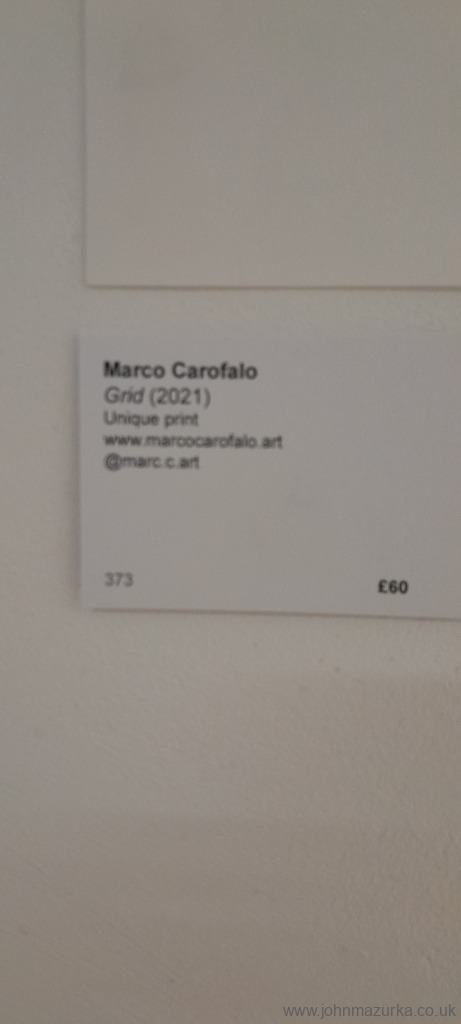 Marco Carofalo
Grid (2021)
Unique print
www.marcocarofalo.art
@marc.c.art
373
£60
www.johnmazurka.co.uk